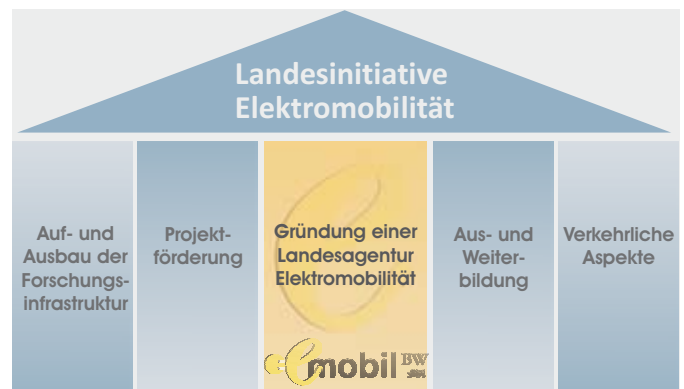 Landesinitiative
Elektromobilität
Auf- und
Ausbau der
Forschungs-
infrastruktur
Projekt-
förderung
Gründung einer
Landesagentur
Elektromobilität
Aus- und
Weiter-
bildung
Verkehrliche
Aspekte
e mobil BW